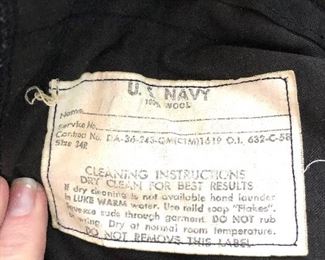 U.S. NAVY
100% WOOL
Name
Service No.
Contract No. DA-36-243-QM(CTM)1619 O.I. 632-C-58
Size 34R
CLEANING INSTRUCTIONS
DRY CLEAN FOR BEST RESULTS
If dry cleaning is not available hand launder
in LUKE WARM water. Use mild soap "Flakes".
Squeeze suds through garment. DO NOT rub
Dry at normal room temperature.
DO NOT REMOVE THIS LABEL